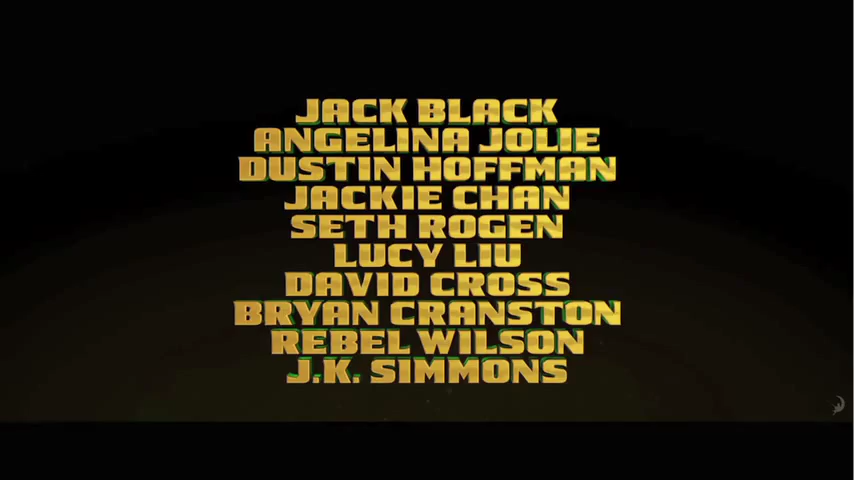 JACK BLACK
ANGELINA JOLIE
DUSTIN HOFFMAN
JACKIE CHAN
SETH ROGEN
LUCY LIU
DAVID CROSS
BRYAN CRANSTON
REBEL WILSON
J.K. SIMMONS